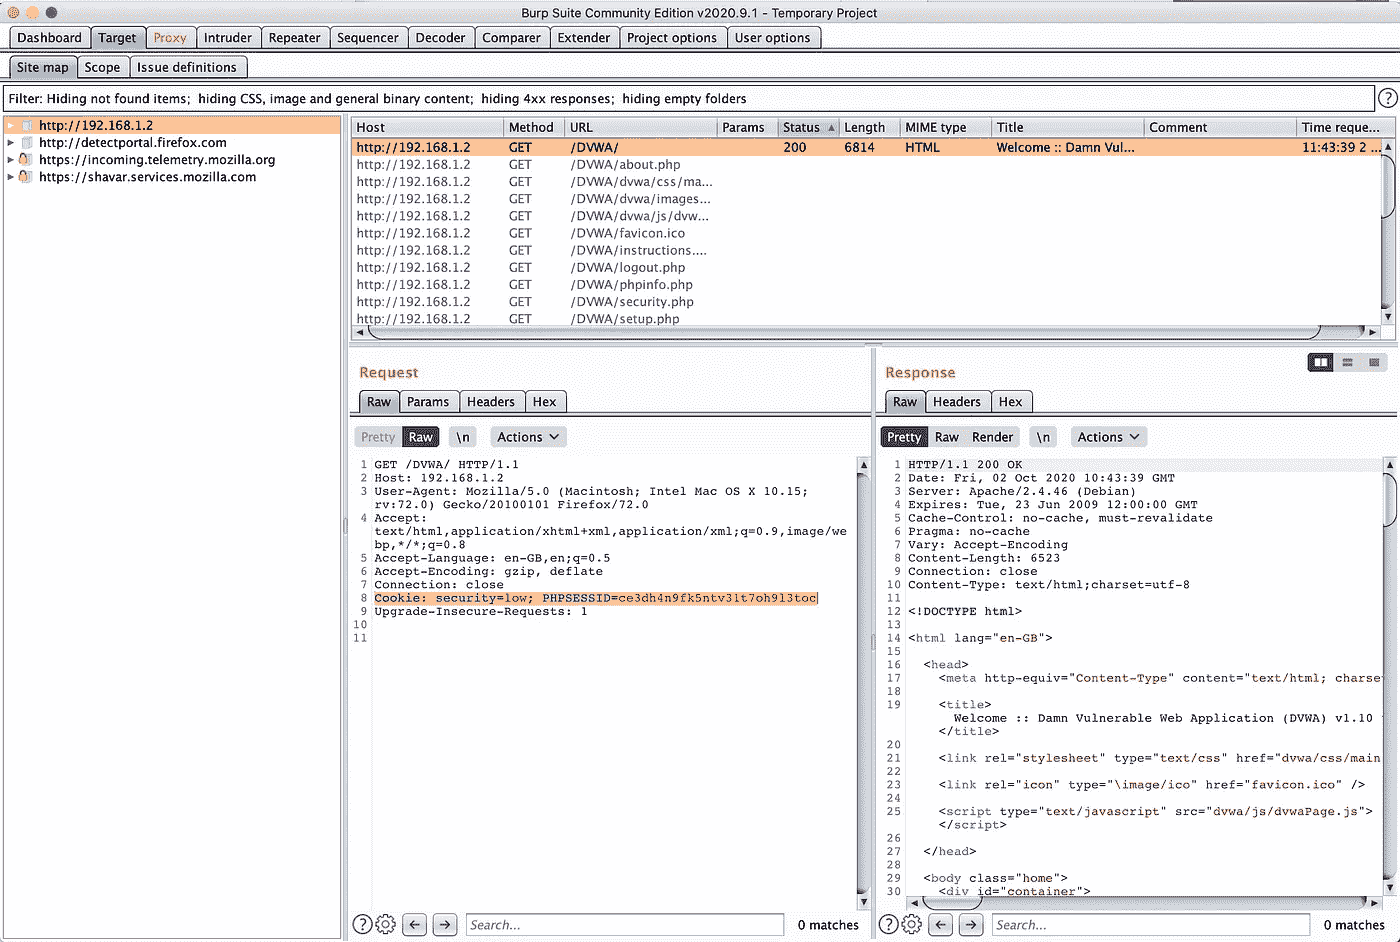 Burp Suite Community Edition v2020.9.1 - Temporary Project
Dashboard Target Proxy Intruder Repeater Sequencer Decoder Comparer Extender Project options User options
Site map Scope Issue definitions
Filter: Hiding not found items; hiding CSS, image and general binary content; hiding 4xx responses; hiding empty folders ?
http://192.168.1.2
http://detectportal.firefox.com
https://incoming.telemetry.mozilla.org
https://shavar.services.mozilla.com
Host Method URL Params Status Length MIME type Title Comment Time reque...
http://192.168.1.2 GET /DVWA/ 200 6814 HTML Welcome :: Damn Vul... 11:43:39 2 ...
http://192.168.1.2 GET /DVWA/about.php
http://192.168.1.2 GET /DVWA/dvwa/css/ma...
http://192.168.1.2 GET /DVWA/dvwa/images...
http://192.168.1.2 GET /DVWA/dvwa/js/dvw...
http://192.168.1.2 GET /DVWA/favicon.ico
http://192.168.1.2 GET /DVWA/instructions....
http://192.168.1.2 GET /DVWA/logout.php
http://192.168.1.2 GET /DVWA/phpinfo.php
http://192.168.1.2 GET /DVWA/security.php
http://192.168.1.2 GET /DVWA/setup.php
Request
Raw Params Headers Hex
Pretty Raw \n Actions
1 GET /DVWA/ HTTP/1.1
2 Host: 192.168.1.2
3 User-Agent: Mozilla/5.0 (Macintosh; Intel Mac OS X 10.15;
rv:72.0) Gecko/20100101 Firefox/72.0
4 Accept:
text/html,application/xhtml+xml,application/xml;q=0.9,image/we
bp,*/*;q=0.8
5 Accept-Language: en-GB,en;q=0.5
6 Accept-Encoding: gzip, deflate
7 Connection: close
8 Cookie: security=low; PHPSESSID=ce3dh4n9fk5ntv31t7oh913toc
9 Upgrade-Insecure-Requests: 1
10
11
? Search... 0 matches
Response
Raw Headers Hex
Pretty Raw Render \n Actions
1 HTTP/1.1 200 OK
2 Date: Fri, 02 Oct 2020 10:43:39 GMT
3 Server: Apache/2.4.46 (Debian)
4 Expires: Tue, 23 Jun 2009 12:00:00 GMT
5 Cache-Control: no-cache, must-revalidate
6 Pragma: no-cache
7 Vary: Accept-Encoding
8 Content-Length: 6523
9 Connection: close
10 Content-Type: text/html;charset=utf-8
11
12 <!DOCTYPE html>
13
14 <html lang="en-GB">
15
16 <head>
17 <meta http-equiv="Content-Type" content="text/html; charse
18
19 <title>
Welcome :: Damn Vulnerable Web Application (DVWA) v1.10
</title>
20
21 <link rel="stylesheet" type="text/css" href="dvwa/css/main
22
23 <link rel="icon" type="\image/ico" href="favicon.ico" />
24
25 <script type="text/javascript" src="dvwa/js/dvwaPage.js">
</script>
26
27 </head>
28
29 <body class="home">
30 <div id="container">
? Search... 0 matches